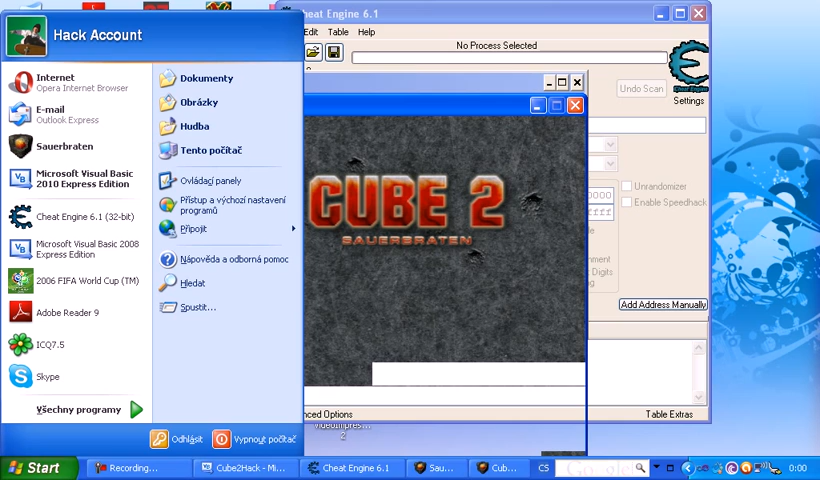 Hack Account
Internet
Opera Internet Browser
E-mail
Outlook Express
Sauerbraten
Microsoft Visual Basic
2010 Express Edition
Cheat Engine 6.1 (32-bit)
Microsoft Visual Basic 2008
Express Edition
2006 FIFA World Cup (TM)
Adobe Reader 9
ICQ7.5
Skype
Všechny programy
Dokumenty
Obrázky
Hudba
Tento počítač
Ovládací panely
Přístup a výchozí nastavení
programů
Připojit
Nápověda a odborná pomoc
Hledat
Spustit...
Odhlásit
Vypnout počítač
Cheat Engine 6.1
Edit Table Help
No Process Selected
Undo Scan
Settings
CUBE 2
SAUERBRATEN
Unrandomizer
Enable Speedhack
Digits
Add Address Manually
Table Extras
Start
Recording...
Cube2Hack - Mi...
Cheat Engine 6.1
Sau...
Cub...
CS
0:00